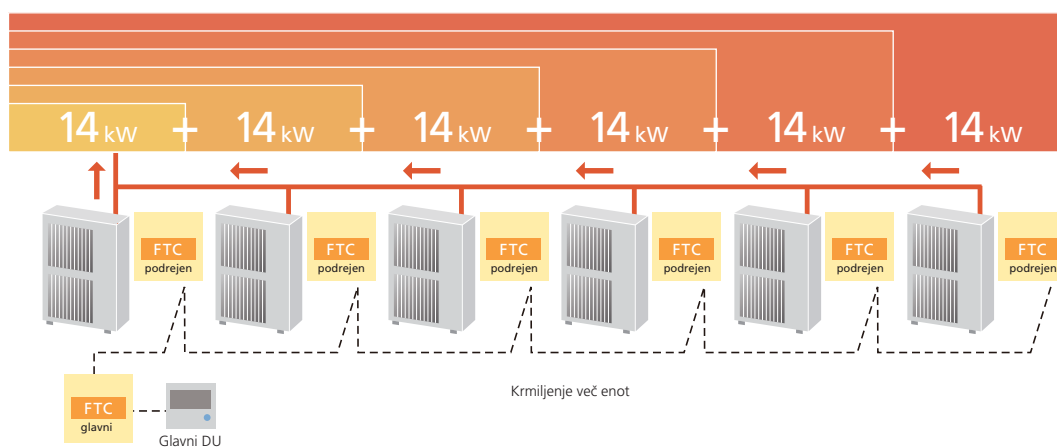 14 kW + 14 kW + 14 kW + 14 kW + 14 kW + 14 kW
FTC
podrejen
FTC
podrejen
FTC
podrejen
FTC
podrejen
FTC
podrejen
FTC
podrejen
Krmiljenje več enot
FTC
glavni
Glavni DU